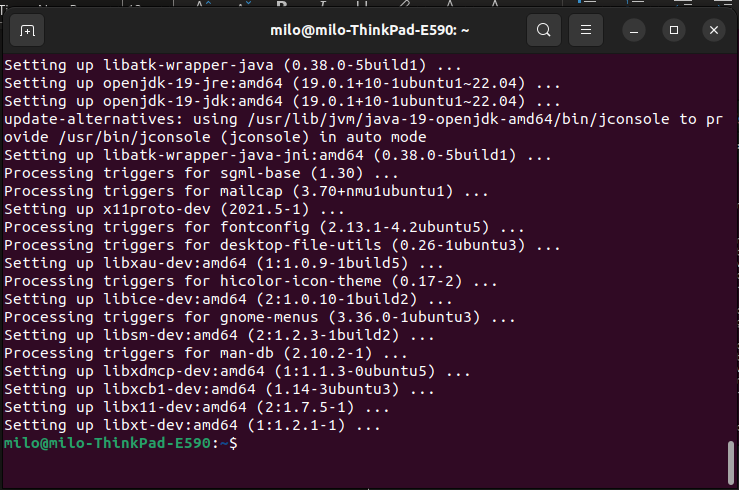 milo@milo-ThinkPad-E590: ~
Setting up libatk-wrapper-java (0.38.0-5build1) ...
Setting up openjdk-19-jre:amd64 (19.0.1+10-1ubuntu1~22.04) ...
Setting up openjdk-19-jdk:amd64 (19.0.1+10-1ubuntu1~22.04) ...
update-alternatives: using /usr/lib/jvm/java-19-openjdk-amd64/bin/jconsole to pr
ovide /usr/bin/jconsole (jconsole) in auto mode
Setting up libatk-wrapper-java-jni:amd64 (0.38.0-5build1) ...
Processing triggers for sgml-base (1.30) ...
Processing triggers for mailcap (3.70+nmu1ubuntu1) ...
Setting up x11proto-dev (2021.5-1) ...
Processing triggers for fontconfig (2.13.1-4.2ubuntu5) ...
Processing triggers for desktop-file-utils (0.26-1ubuntu3) ...
Setting up libxau-dev:amd64 (1:1.0.9-1build5) ...
Processing triggers for hicolor-icon-theme (0.17-2) ...
Setting up libice-dev:amd64 (2:1.0.10-1build2) ...
Processing triggers for gnome-menus (3.36.0-1ubuntu3) ...
Setting up libsm-dev:amd64 (2:1.2.3-1build2) ...
Processing triggers for man-db (2.10.2-1) ...
Setting up libxdmcp-dev:amd64 (1:1.1.3-0ubuntu5) ...
Setting up libxcb1-dev:amd64 (1.14-3ubuntu3) ...
Setting up libx11-dev:amd64 (2:1.7.5-1) ...
Setting up libxt-dev:amd64 (1:1.2.1-1) ...
milo@milo-ThinkPad-E590:~$